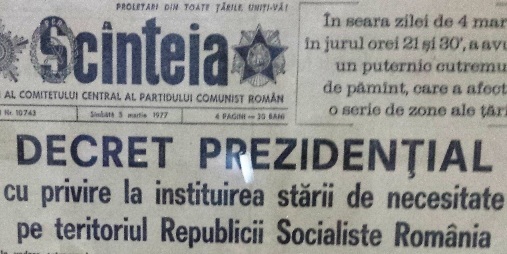 PROLETARI DIN TOATE ȚĂRILE, UNIȚI-VĂ!
Scînteia
AL COMITETULUI CENTRAL AL PARTIDULUI COMUNIST ROMÂN
Nr. 10743
Sîmbătă 5 martie 1977
4 PAGINI — 30 BANI
În seara zilei de 4 mar
în jurul orei 21 și 30', a avu
un puternic cutremu
de pămînt, care a afect
o serie de zone ale țări
DECRET PREZIDENȚIAL
cu privire la instituirea stării de necesitate
pe teritoriul Republicii Socialiste România